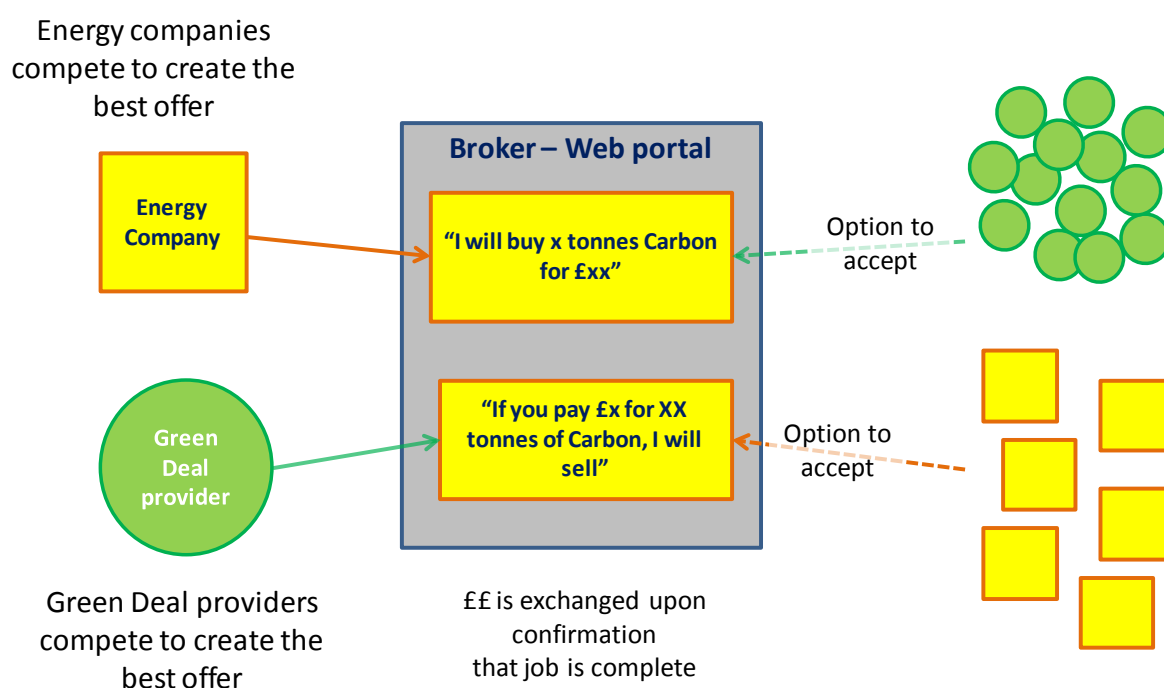 Energy companies
compete to create the
best offer
Broker – Web portal
Energy
Company
“I will buy x tonnes Carbon
for £xx”
Option to
accept
Green
Deal
provider
“If you pay £x for XX
tonnes of Carbon, I will
sell”
Option to
accept
Green Deal providers
compete to create the
best offer
££ is exchanged upon
confirmation
that job is complete